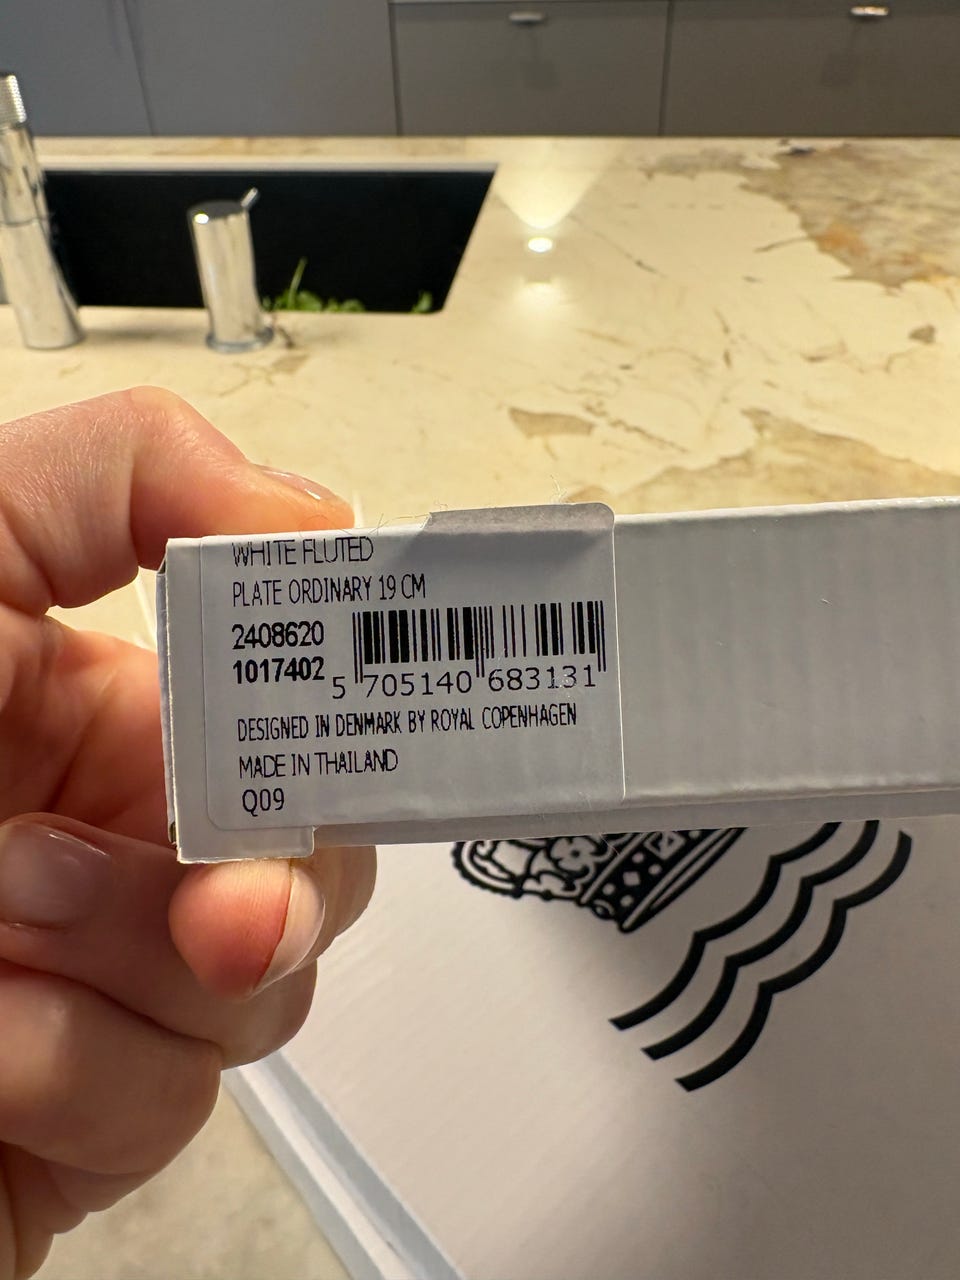 WHITE FLUTED
PLATE ORDINARY 19 CM
2408620
1017402
5 705140 683131
DESIGNED IN DENMARK BY ROYAL COPENHAGEN
MADE IN THAILAND
Q09